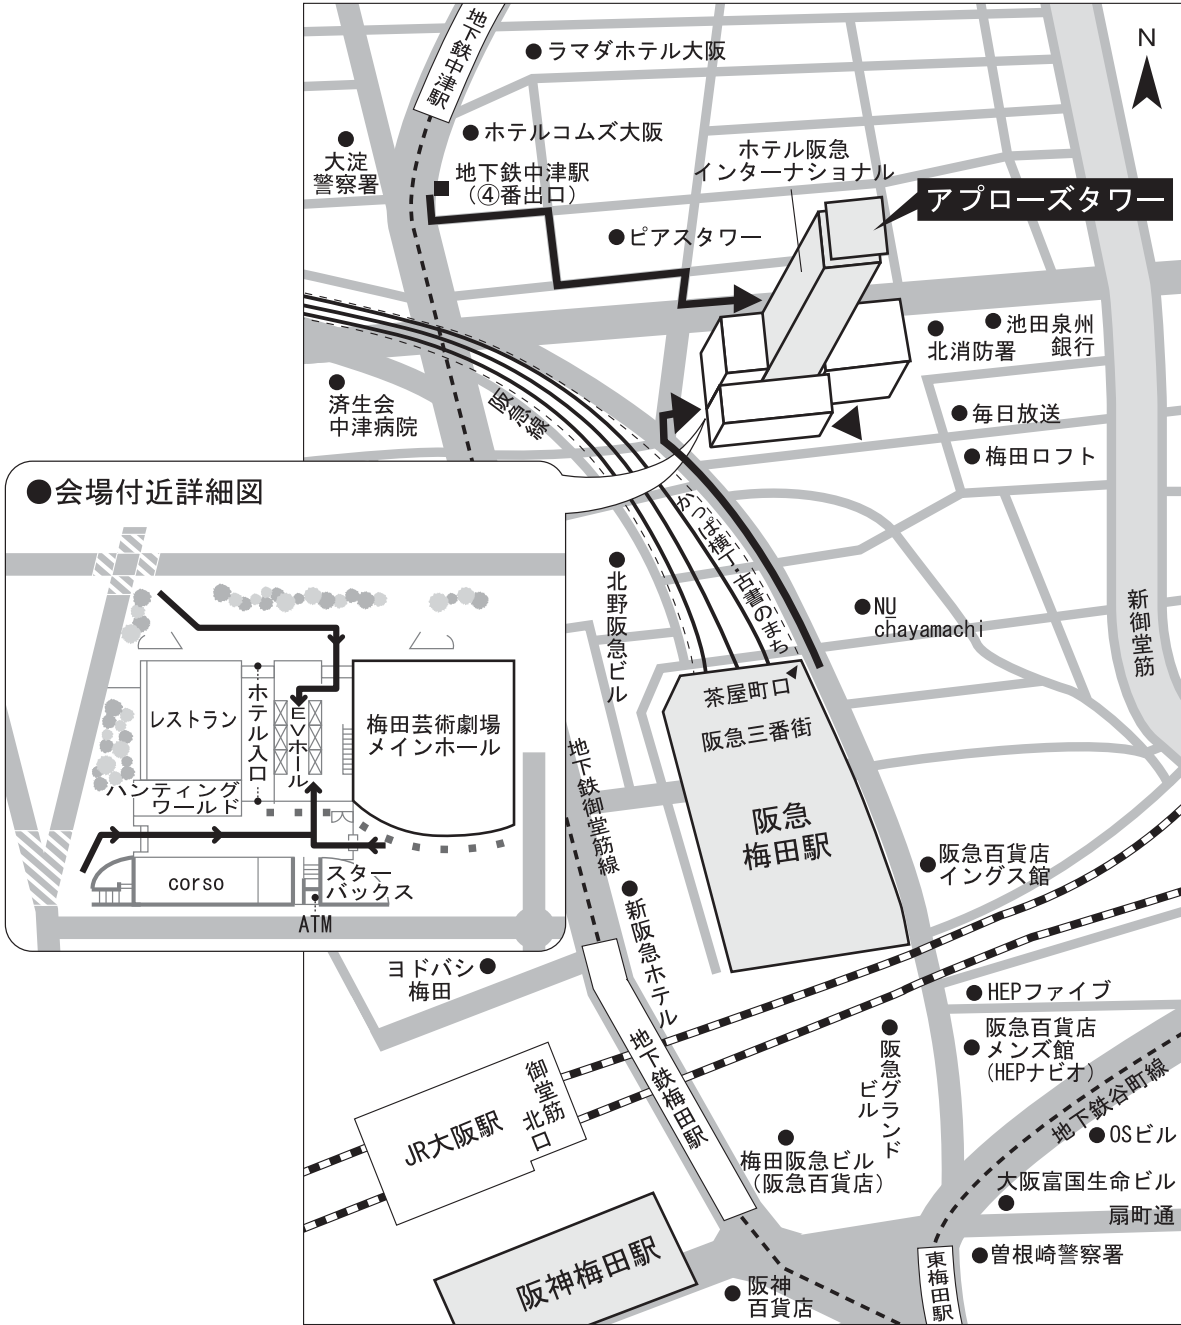 地下鉄中津駅
ラマダホテル大阪
N
大淀
警察署
ホテルコムズ大阪
地下鉄中津駅
(④番出口)
ホテル阪急
インターナショナル
アプローズタワー
ピアスタワー
北消防署
池田泉州
銀行
済生会
中津病院
阪急線
毎日放送
梅田ロフト
●会場付近詳細図
かっぱ横丁・古書のまち
北野阪急ビル
NU
chayamachi
新御堂筋
レストラン
ホテル入口
EVホール
梅田芸術劇場
メインホール
ハンティング
ワールド
corso
スター
バックス
ATM
茶屋町口
阪急三番街
阪急
梅田駅
地下鉄御堂筋線
新阪急ホテル
阪急百貨店
イングス館
ヨドバシ
梅田
地下鉄梅田駅
HEPファイブ
阪急百貨店
メンズ館
(HEPナビオ)
阪急グランド
ビル
地下鉄谷町線
御堂筋
北口
JR大阪駅
OSビル
梅田阪急ビル
(阪急百貨店)
大阪富国生命ビル
扇町通
阪神梅田駅
曽根崎警察署
東梅田駅
阪神
百貨店